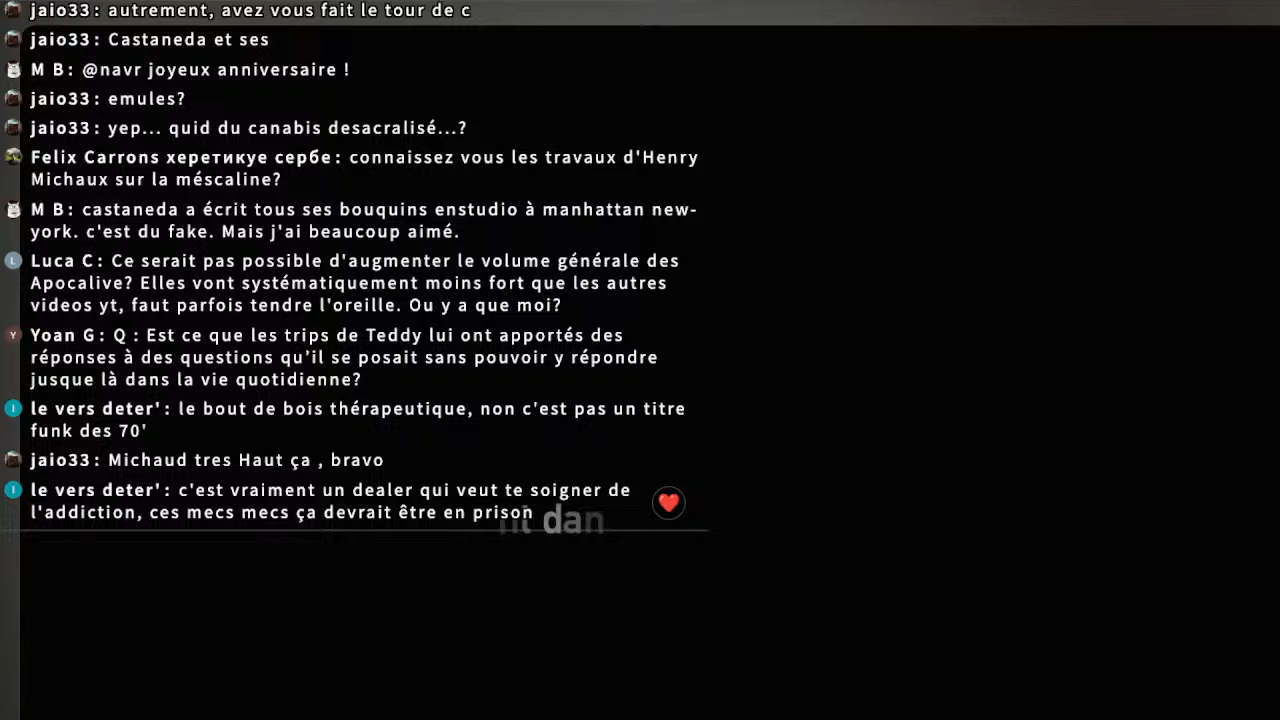 jaio33: autrement, avez vous fait le tour de c
jaio33: Castaneda et ses
M B: @navr joyeux anniversaire !
jaio33: emules?
jaio33: yep... quid du canabis desacralisé...?
Felix Carrons херетикуе сербе: connaissez vous les travaux d'Henry
Michaux sur la méscaline?
M B: castaneda a écrit tous ses bouquins enstudio à manhattan new-
york. c'est du fake. Mais j'ai beaucoup aimé.
L
Luca C: Ce serait pas possible d'augmenter le volume générale des
Apocalive? Elles vont systématiquement moins fort que les autres
videos yt, faut parfois tendre l'oreille. Ou y a que moi?
Y
Yoan G: Q : Est ce que les trips de Teddy lui ont apportés des
réponses à des questions qu’il se posait sans pouvoir y répondre
jusque là dans la vie quotidienne?
le vers deter': le bout de bois thérapeutique, non c'est pas un titre
funk des 70'
jaio33: Michaud tres Haut ça , bravo
le vers deter': c'est vraiment un dealer qui veut te soigner de
l'addiction, ces mecs mecs ça devrait être en prison
dan